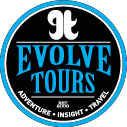 EVOLVE
TOURS
ADVENTURE • INSIGHT • TRAVEL